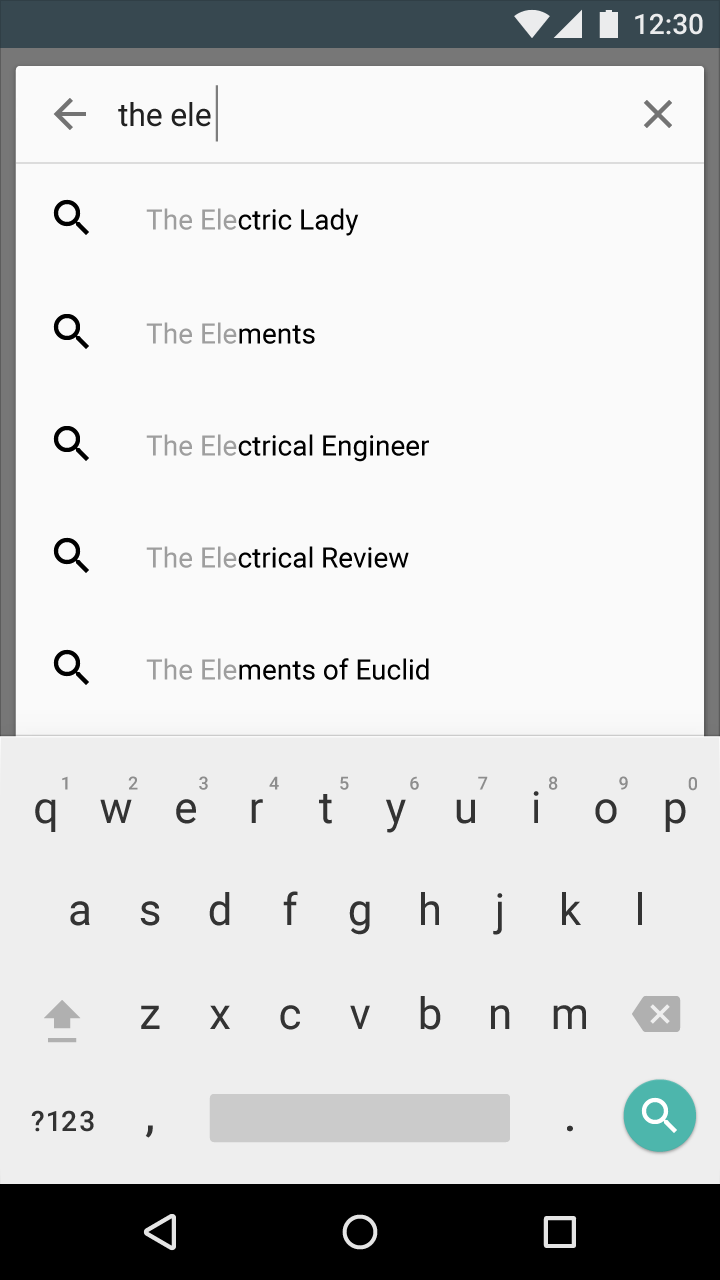 12:30
the ele
The Electric Lady
The Elements
The Electrical Engineer
The Electrical Review
The Elements of Euclid
1 2 3 4 5 6 7 8 9 0
q w e r t y u i o p
a s d f g h j k l
z x c v b n m
?123 , .